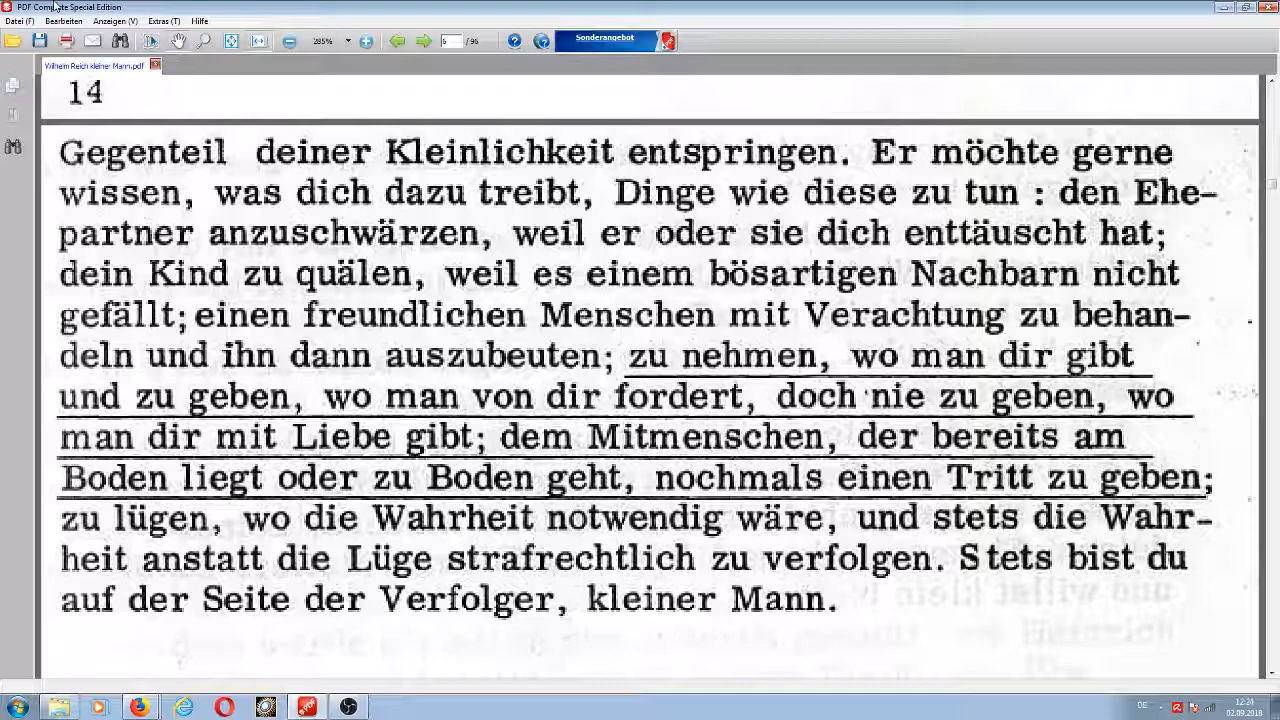 PDF Complete Special Edition
Datei (F) Bearbeiten Anzeigen (V) Extras (T) Hilfe
285% 5 /95 Sonderangebot
Wilhelm Reich kleiner Mann.pdf
14
Gegenteil deiner Kleinlichkeit entspringen. Er möchte gerne
wissen, was dich dazu treibt, Dinge wie diese zu tun : den Ehe-
partner anzuschwärzen, weil er oder sie dich enttäuscht hat;
dein Kind zu quälen, weil es einem bösartigen Nachbarn nicht
gefällt; einen freundlichen Menschen mit Verachtung zu behan-
deln und ihn dann auszubeuten; zu nehmen, wo man dir gibt
und zu geben, wo man von dir fordert, doch nie zu geben, wo
man dir mit Liebe gibt; dem Mitmenschen, der bereits am
Boden liegt oder zu Boden geht, nochmals einen Tritt zu geben;
zu lügen, wo die Wahrheit notwendig wäre, und stets die Wahr-
heit anstatt die Lüge strafrechtlich zu verfolgen. Stets bist du
auf der Seite der Verfolger, kleiner Mann.
DE 12:24
02.09.2018